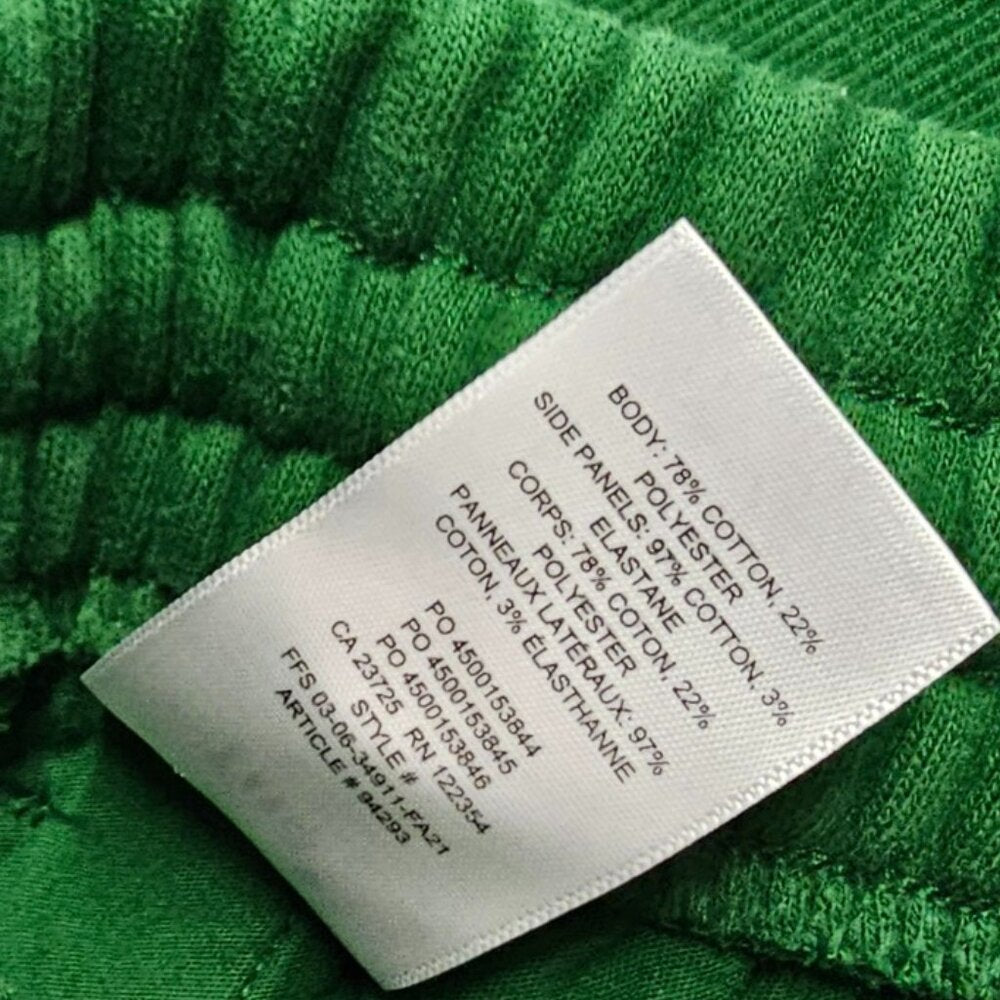 BODY: 78% COTTON, 22%
POLYESTER
SIDE PANELS: 97% COTTON, 3%
ELASTANE
CORPS: 78% COTON, 22%
POLYESTER
PANNEAUX LATÉRAUX: 97%
COTON, 3% ÉLASTHANNE
PO 4500153844
PO 4500153845
PO 4500153846
CA 23725 RN 122354
STYLE #
FFS 03-06-34911-FA21
ARTICLE # 94293